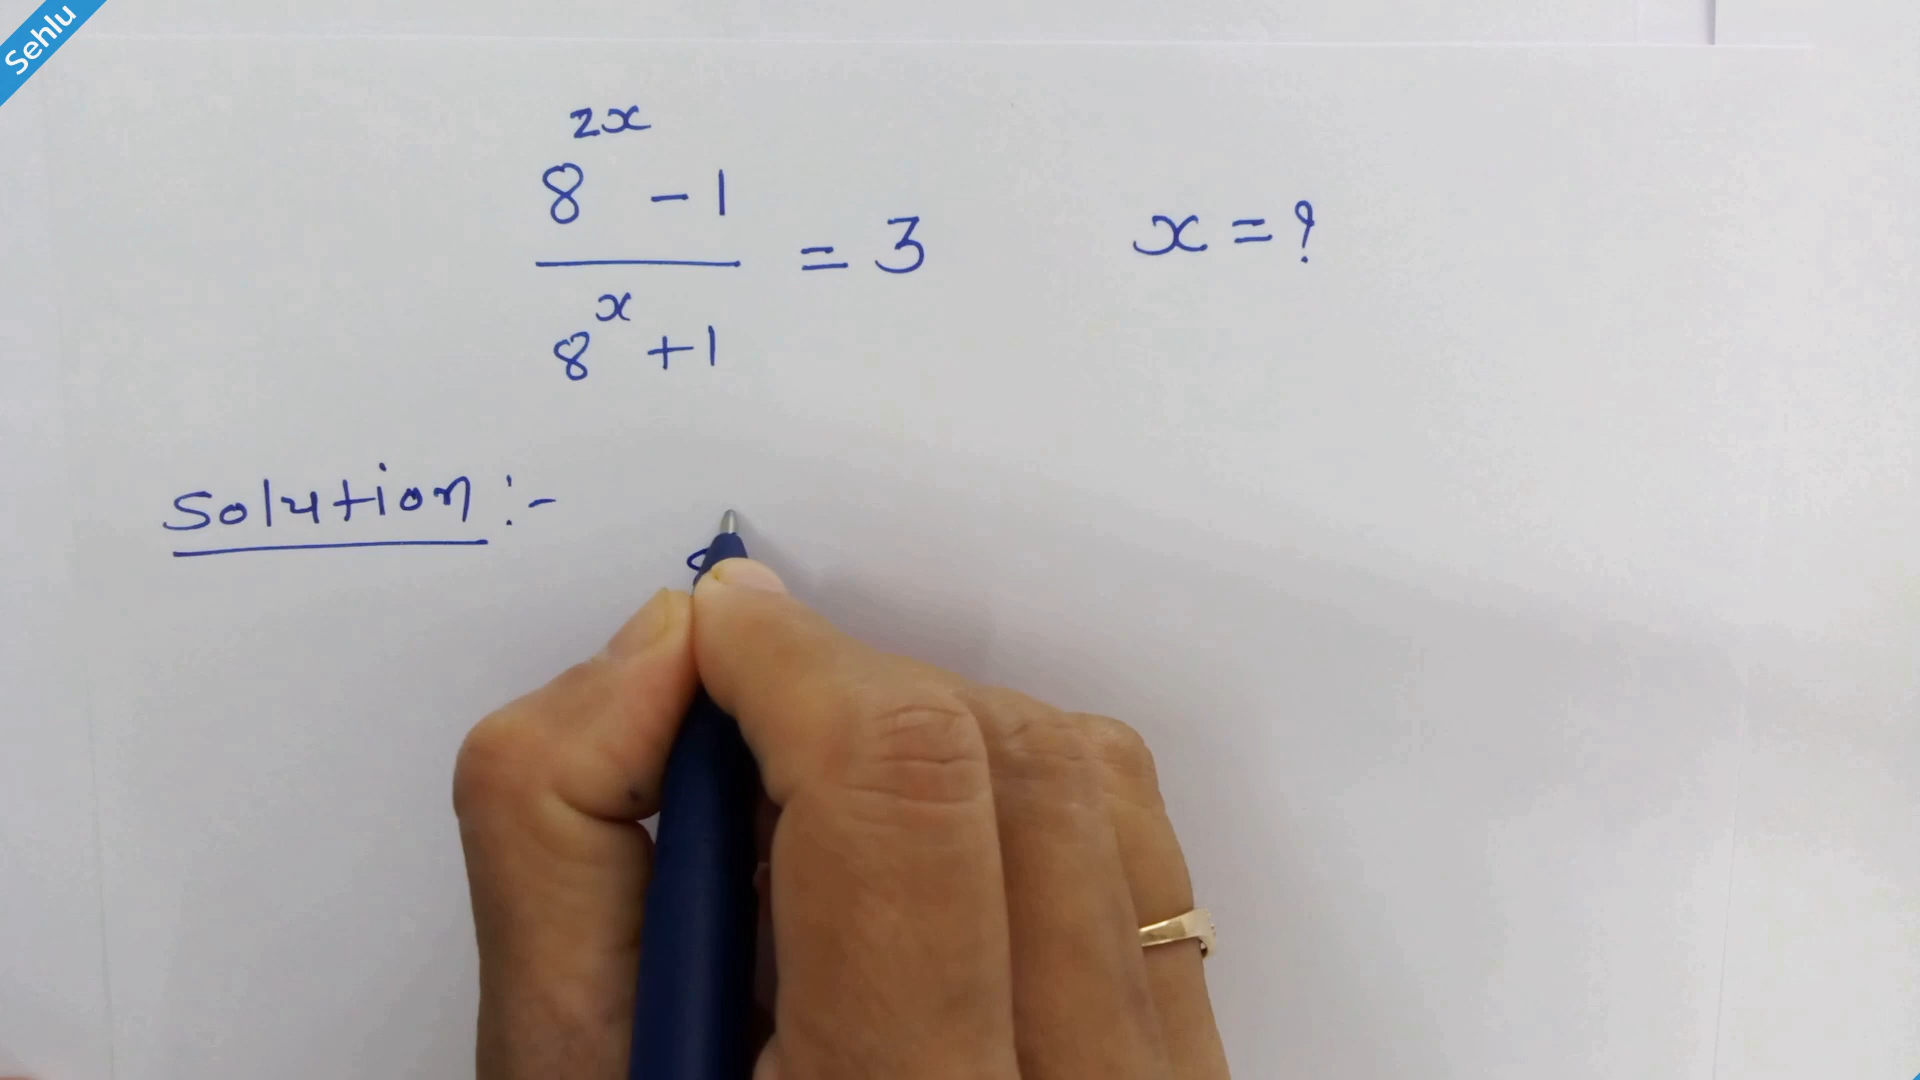 Sehlu
8^{2x} - 1
8^x + 1
= 3
x = ?
Solution :-